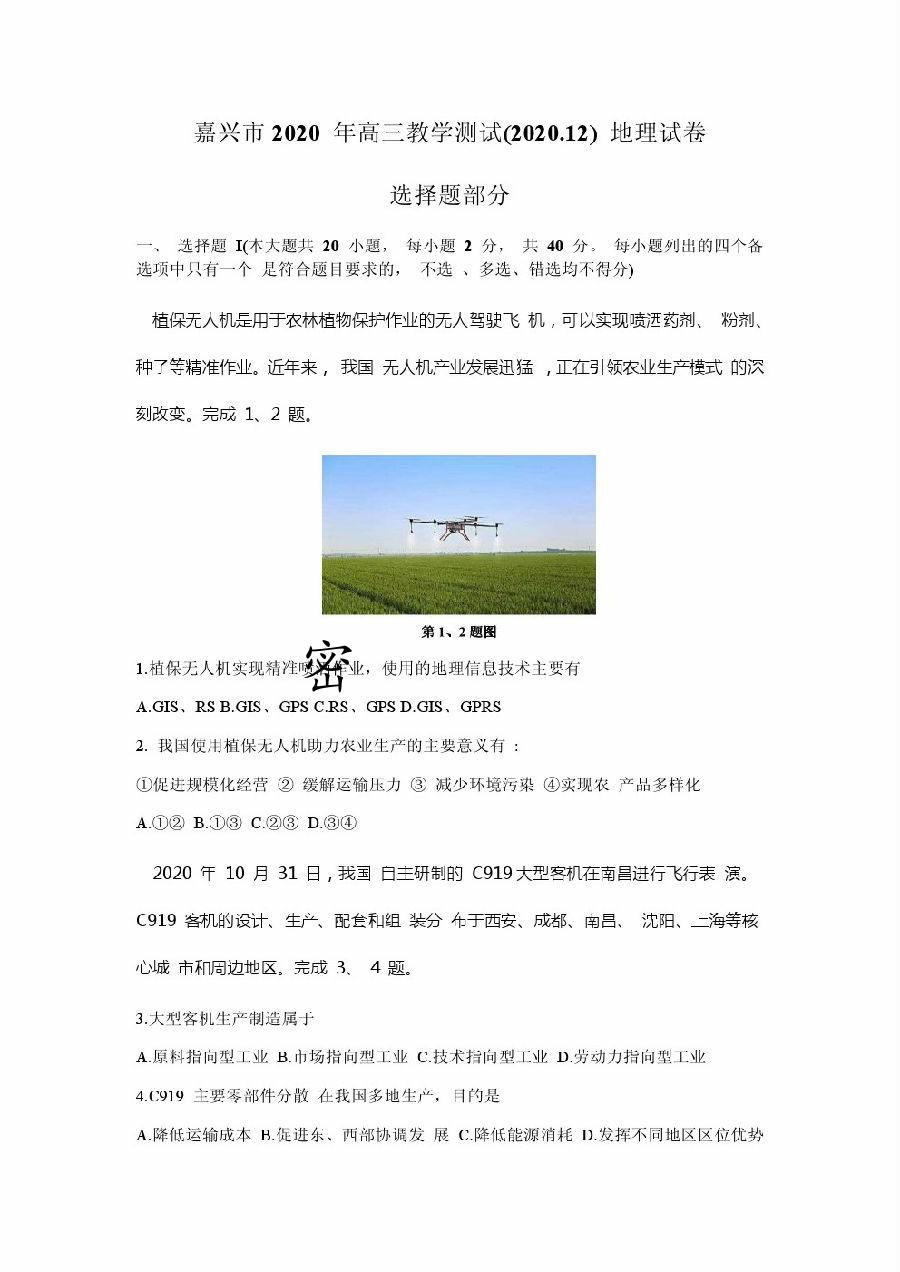 嘉兴市2020 年高三教学测试(2020.12) 地理试卷
选择题部分
一、 选择题 I(本大题共 20 小题, 每小题 2 分, 共 40 分。 每小题列出的四个备
选项中只有一个 是符合题目要求的, 不选 、多选、错选均不得分)
植保无人机是用于农林植物保护作业的无人驾驶飞 机,可以实现喷洒药剂、 粉剂、
种了等精准作业。近年来, 我国 无人机产业发展迅猛 ,正在引领农业生产模式 的深
刻改变。完成 1、2 题。
第1、2题图
密
1.植保无人机实现精准喷洒作业,使用的地理信息技术主要有
A.GIS、RS B.GIS、GPS C.RS、GPS D.GIS、GPRS
2. 我国使用植保无人机助力农业生产的主要意义有 :
①促进规模化经营 ② 缓解运输压力 ③ 减少环境污染 ④实现农 产品多样化
A.①② B.①③ C.②③ D.③④
2020 年 10 月 31 日,我国 自主研制的 C919大型客机在南昌进行飞行表 演。
C919 客机的设计、生产、配套和组 装分 布于西安、成都、南昌、 沈阳、上海等核
心城 市和周边地区。完成 3、 4 题。
3.大型客机生产制造属于
A.原料指向型工业 B.市场指向型工业 C.技术指向型工业 D.劳动力指向型工业
4.C919 主要零部件分散 在我国多地生产,目的是
A.降低运输成本 B.促进东、西部协调发 展 C.降低能源消耗 D.发挥不同地区区位优势